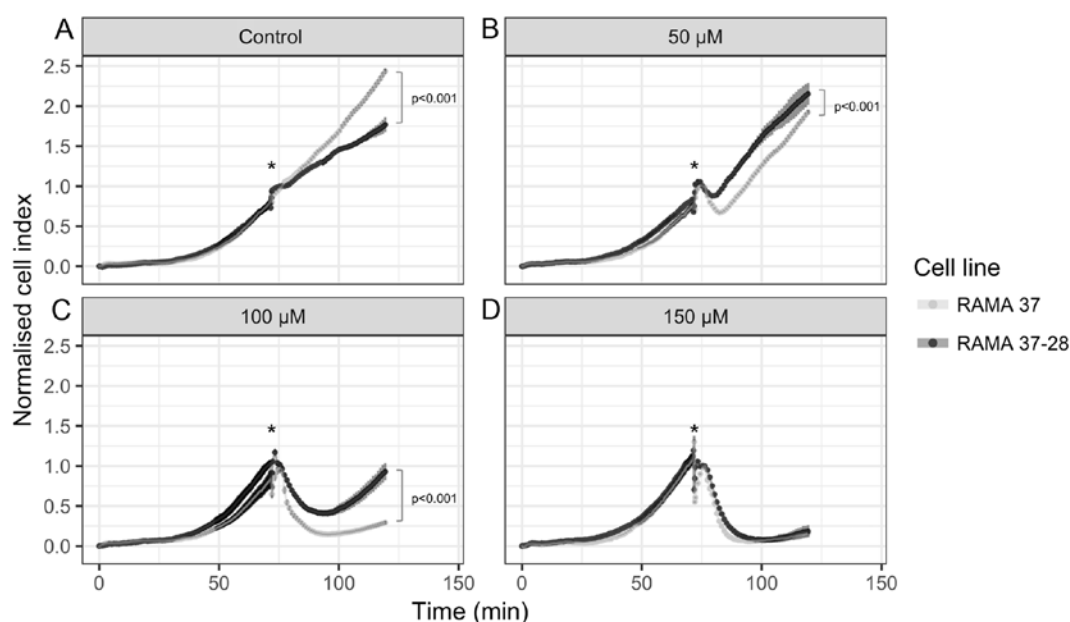 A
Control
B
50 µM
2.5
2.0
1.5
1.0
0.5
0.0
*
p<0.001
*
p<0.001
Normalised cell index
C
100 µM
D
150 µM
2.5
2.0
1.5
1.0
0.5
0.0
*
p<0.001
*
0
50
100
150
0
50
100
150
Time (min)
Cell line
RAMA 37
RAMA 37-28